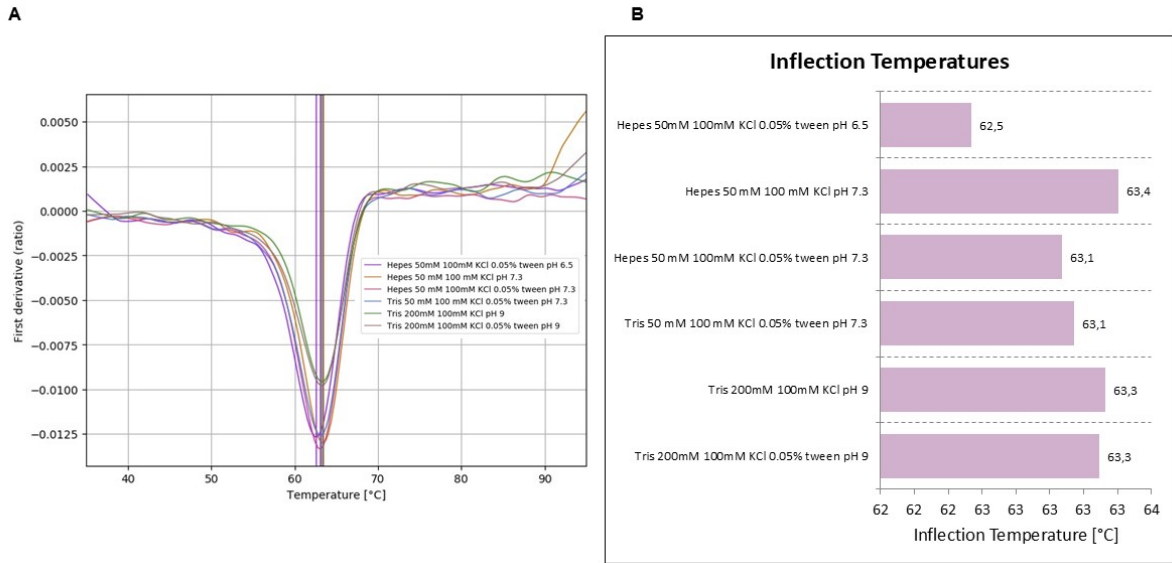 A
0.0050
0.0025
0.0000
−0.0025
−0.0050
−0.0075
−0.0100
−0.0125
First derivative (ratio)
Hepes 50mM 100mM KCl 0.05% tween pH 6.5
Hepes 50 mM 100 mM KCl pH 7.3
Hepes 50 mM 100mM KCl 0.05% tween pH 7.3
Tris 50 mM 100 mM KCl 0.05% tween pH 7.3
Tris 200mM 100mM KCl pH 9
Tris 200mM 100mM KCl 0.05% tween pH 9
40 50 60 70 80 90
Temperature [°C]
B
Inflection Temperatures
Hepes 50mM 100mM KCl 0.05% tween pH 6.5 62,5
Hepes 50 mM 100 mM KCl pH 7.3 63,4
Hepes 50 mM 100mM KCl 0.05% tween pH 7.3 63,1
Tris 50 mM 100 mM KCl 0.05% tween pH 7.3 63,1
Tris 200mM 100mM KCl pH 9 63,3
Tris 200mM 100mM KCl 0.05% tween pH 9 63,3
62 62 62 63 63 63 63 63 64
Inflection Temperature [°C]